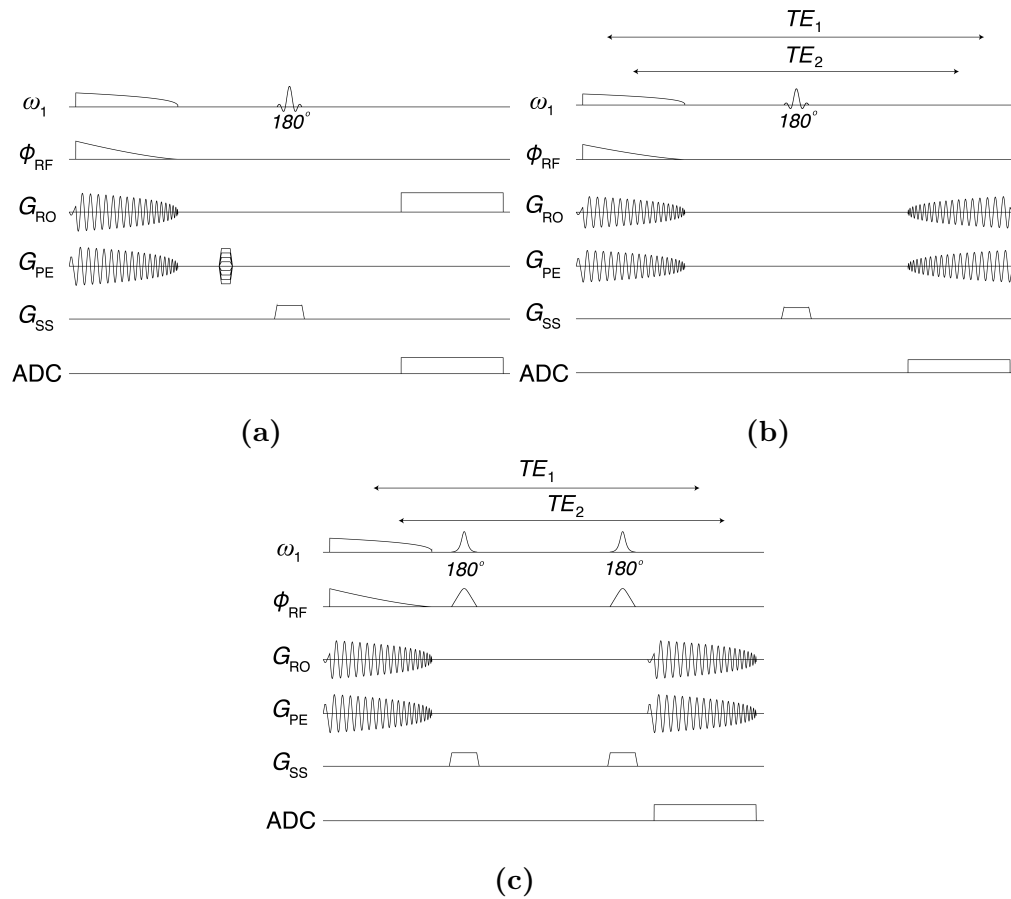 ω1
180°
ϕRF
GRO
GPE
GSS
ADC
(a)
TE1
TE2
ω1
180°
ϕRF
GRO
GPE
GSS
ADC
(b)
TE1
TE2
ω1
180° 180°
ϕRF
GRO
GPE
GSS
ADC
(c)